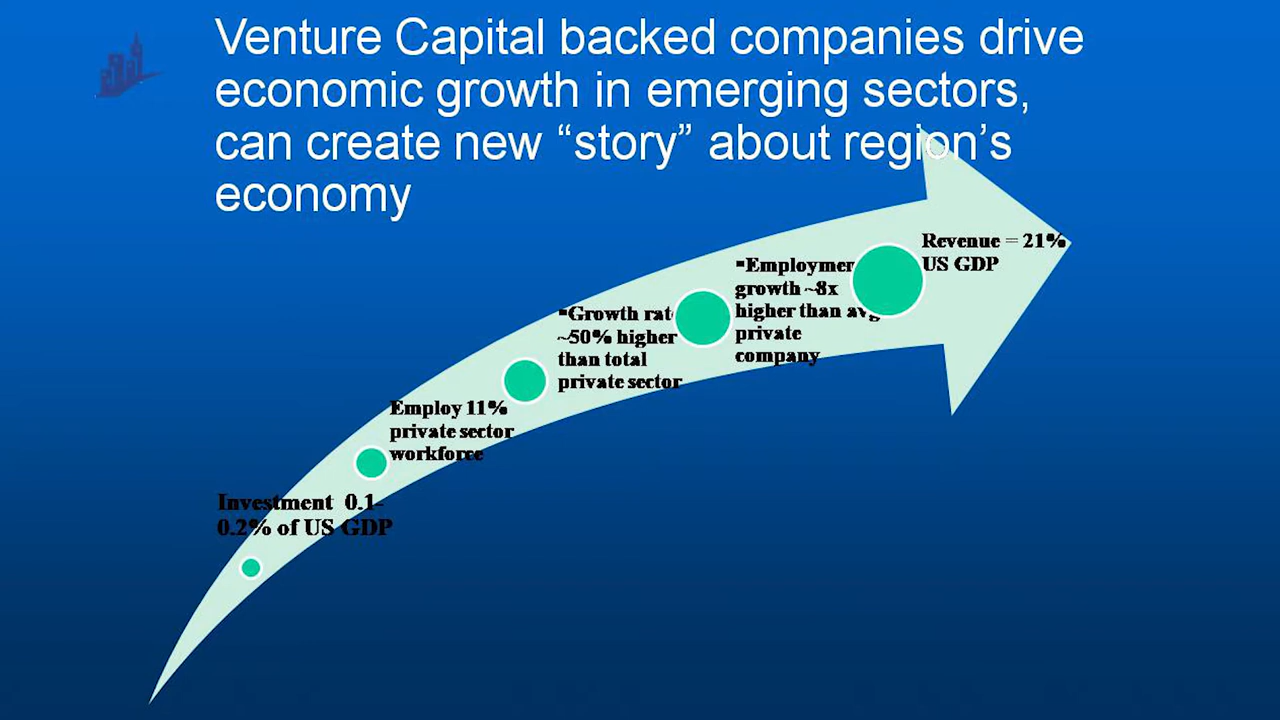 Venture Capital backed companies drive
economic growth in emerging sectors,
can create new “story” about region’s
economy
Investment 0.1-
0.2% of US GDP
Employ 11%
private sector
workforce
▪Growth rat
~50% higher
than total
private sector
▪Employmen
growth ~8x
higher than avg
private
company
Revenue = 21%
US GDP